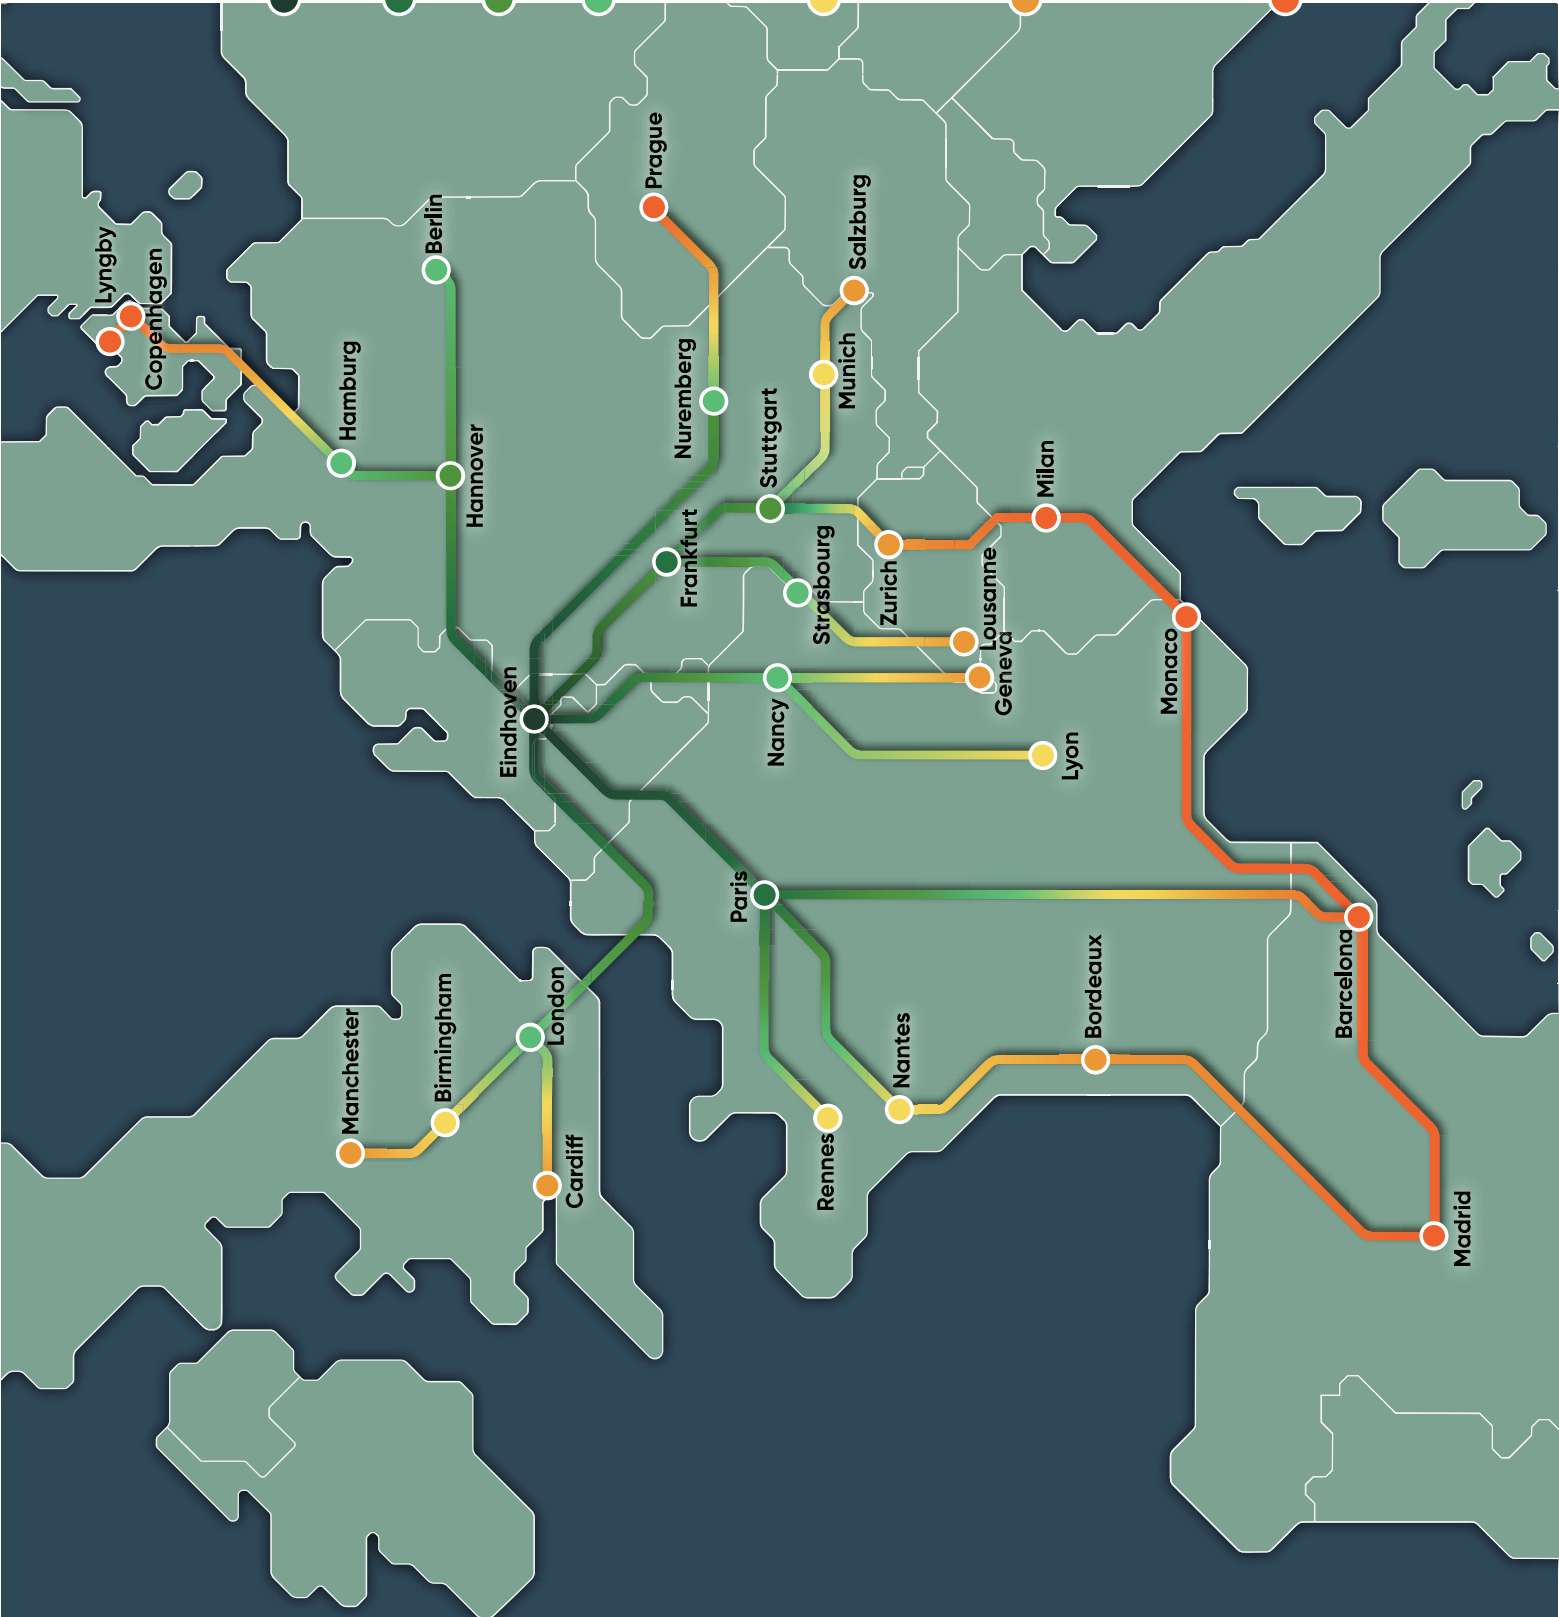 Lyngby
Copenhagen
Hamburg
Berlin
Hannover
Prague
Nuremberg
Salzburg
Munich
Stuttgart
Frankfurt
Strasbourg
Zurich
Milan
Lousanne
Geneva
Monaco
Eindhoven
Nancy
Lyon
Paris
Barcelona
London
Birmingham
Manchester
Cardiff
Rennes
Nantes
Bordeaux
Madrid